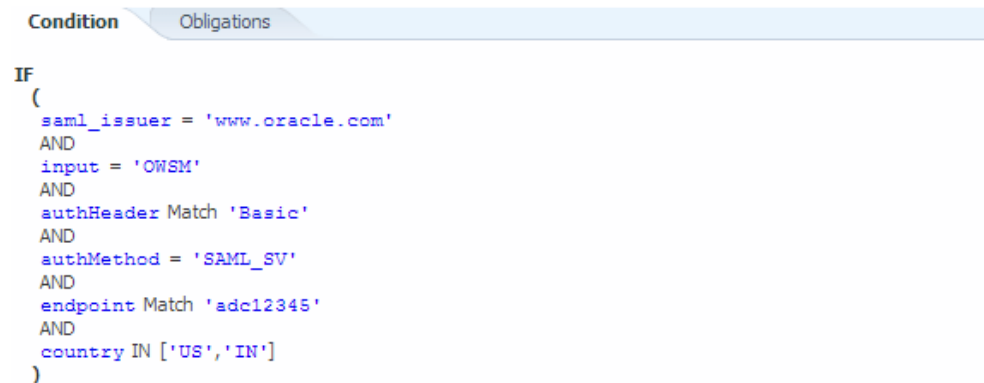 Condition Obligations
IF
(
saml_issuer = 'www.oracle.com'
AND
input = 'OWSM'
AND
authHeader Match 'Basic'
AND
authMethod = 'SAML_SV'
AND
endpoint Match 'adc12345'
AND
country IN ['US','IN']
)